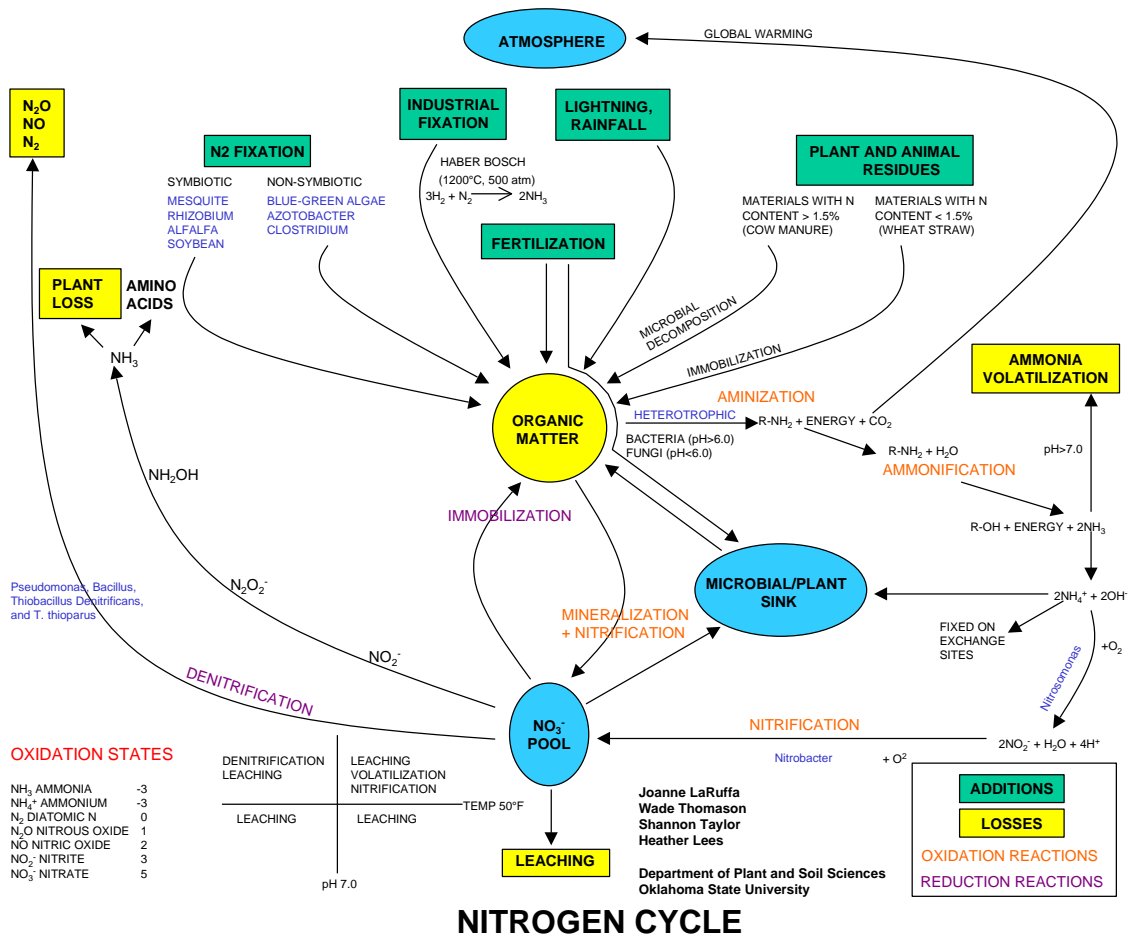 ATMOSPHERE
GLOBAL WARMING
N₂O
NO
N₂
INDUSTRIAL
FIXATION
LIGHTNING,
RAINFALL
N2 FIXATION
PLANT AND ANIMAL
RESIDUES
SYMBIOTIC
MESQUITE
RHIZOBIUM
ALFALFA
SOYBEAN
NON-SYMBIOTIC
BLUE-GREEN ALGAE
AZOTOBACTER
CLOSTRIDIUM
HABER BOSCH
(1200°C, 500 atm)
3H₂ + N₂ 2NH₃
MATERIALS WITH N
CONTENT > 1.5%
(COW MANURE)
MATERIALS WITH N
CONTENT < 1.5%
(WHEAT STRAW)
FERTILIZATION
PLANT
LOSS
AMINO
ACIDS
NH₃
MICROBIAL
DECOMPOSITION
IMMOBILIZATION
AMMONIA
VOLATILIZATION
ORGANIC
MATTER
AMINIZATION
HETEROTROPHIC
R-NH₂ + ENERGY + CO₂
BACTERIA (pH>6.0)
FUNGI (pH<6.0)
R-NH₂ + H₂O
AMMONIFICATION
pH>7.0
NH₂OH
IMMOBILIZATION
R-OH + ENERGY + 2NH₃
N₂O₂⁻
Pseudomonas, Bacillus,
Thiobacillus Denitrificans,
and T. thioparus
MICROBIAL/PLANT
SINK
2NH₄⁺ + 2OH⁻
FIXED ON
EXCHANGE
SITES
MINERALIZATION
+ NITRIFICATION
+O₂
Nitrosomonas
NO₂⁻
DENITRIFICATION
NO₃⁻
POOL
NITRIFICATION
Nitrobacter
+ O²
2NO₂⁻ + H₂O + 4H⁺
OXIDATION STATES
NH₃ AMMONIA -3
NH₄⁺ AMMONIUM -3
N₂ DIATOMIC N 0
N₂O NITROUS OXIDE 1
NO NITRIC OXIDE 2
NO₂⁻ NITRITE 3
NO₃⁻ NITRATE 5
DENITRIFICATION
LEACHING
LEACHING
VOLATILIZATION
NITRIFICATION
TEMP 50°F
LEACHING
LEACHING
pH 7.0
LEACHING
Joanne LaRuffa
Wade Thomason
Shannon Taylor
Heather Lees
Department of Plant and Soil Sciences
Oklahoma State University
ADDITIONS
LOSSES
OXIDATION REACTIONS
REDUCTION REACTIONS
NITROGEN CYCLE